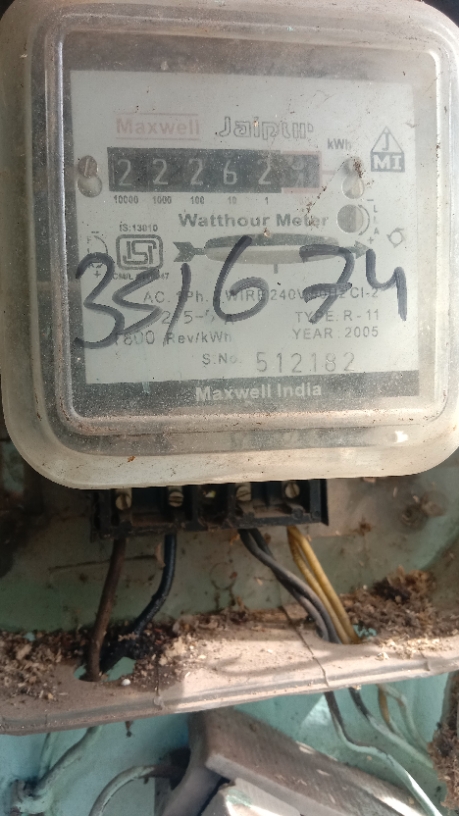 Maxwell Jaipur
kWh
J
MI
2 2 2 6 2
10000 1000 100 10 1
Watthour Meter
IS:13010
351674
TYPE. R-11
Rev/kWh YEAR. 2005
S.No. 512182
Maxwell India